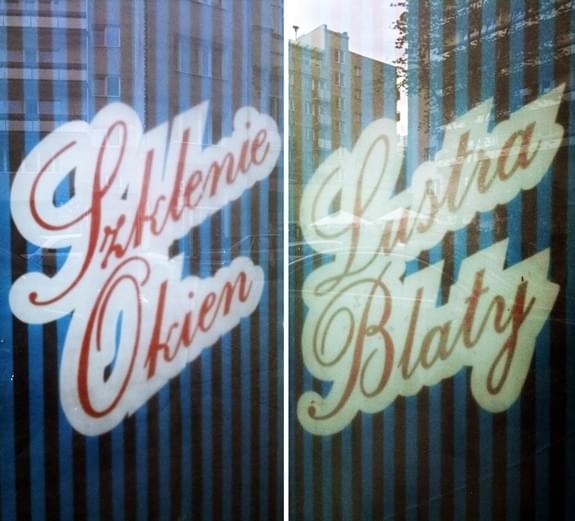 Szklenie
Okien
Lustra
Blaty